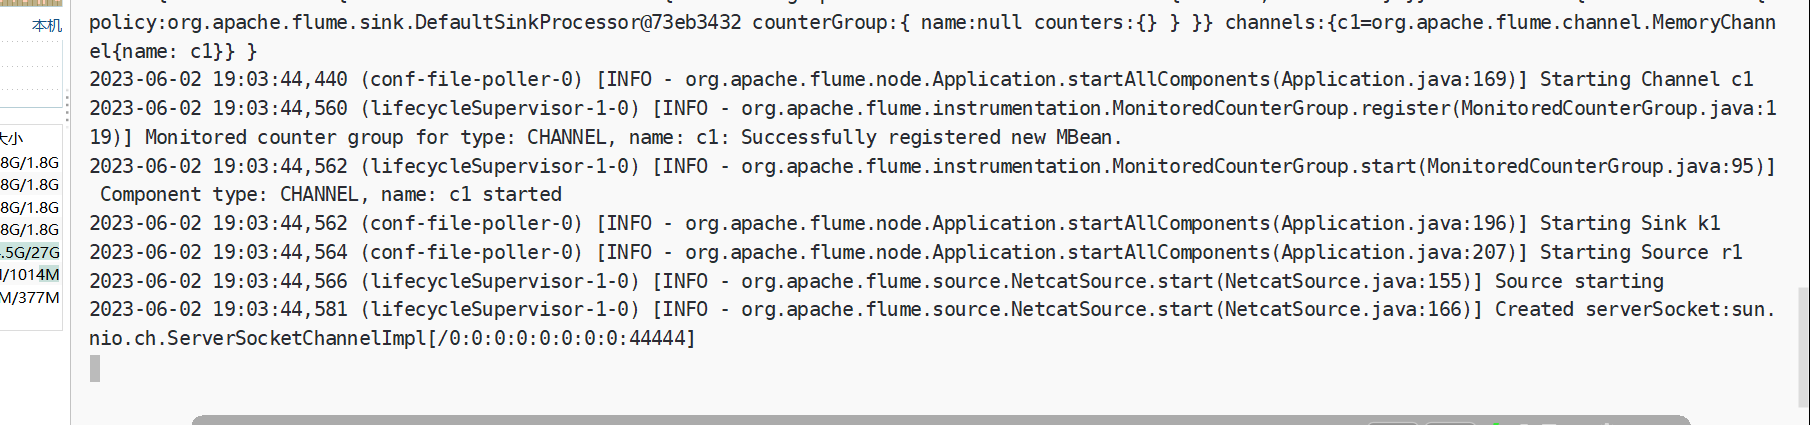 policy:org.apache.flume.sink.DefaultSinkProcessor@73eb3432 counterGroup:{ name:null counters:{} } }} channels:{c1=org.apache.flume.channel.MemoryChann
本机
el{name: c1}} }
2023-06-02 19:03:44,440 (conf-file-poller-0) [INFO - org.apache.flume.node.Application.startAllComponents(Application.java:169)] Starting Channel c1
2023-06-02 19:03:44,560 (lifecycleSupervisor-1-0) [INFO - org.apache.flume.instrumentation.MonitoredCounterGroup.register(MonitoredCounterGroup.java:1
19)] Monitored counter group for type: CHANNEL, name: c1: Successfully registered new MBean.
大小
8G/1.8G
2023-06-02 19:03:44,562 (lifecycleSupervisor-1-0) [INFO - org.apache.flume.instrumentation.MonitoredCounterGroup.start(MonitoredCounterGroup.java:95)]
8G/1.8G
Component type: CHANNEL, name: c1 started
8G/1.8G
2023-06-02 19:03:44,562 (conf-file-poller-0) [INFO - org.apache.flume.node.Application.startAllComponents(Application.java:196)] Starting Sink k1
8G/1.8G
2023-06-02 19:03:44,564 (conf-file-poller-0) [INFO - org.apache.flume.node.Application.startAllComponents(Application.java:207)] Starting Source r1
.5G/27G
2023-06-02 19:03:44,566 (lifecycleSupervisor-1-0) [INFO - org.apache.flume.source.NetcatSource.start(NetcatSource.java:155)] Source starting
/1014M
2023-06-02 19:03:44,581 (lifecycleSupervisor-1-0) [INFO - org.apache.flume.source.NetcatSource.start(NetcatSource.java:166)] Created serverSocket:sun.
M/377M
nio.ch.ServerSocketChannelImpl[/0:0:0:0:0:0:0:0:44444]